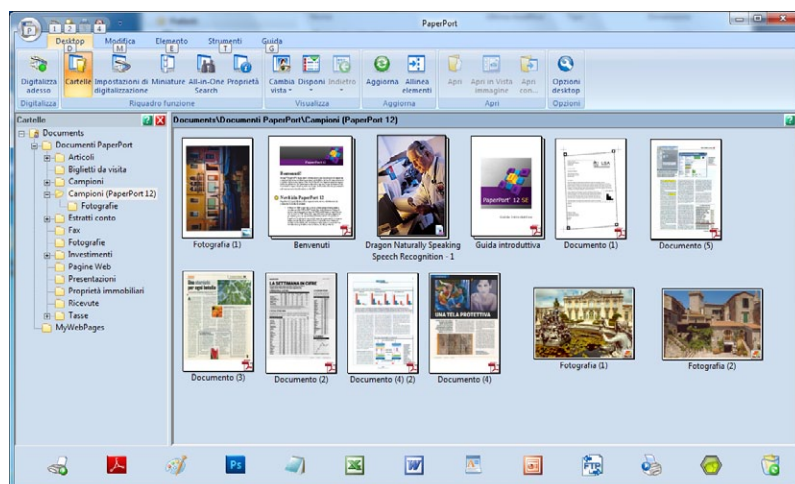 PaperPort
P
1
2
4
Desktop Modifica Elemento Strumenti Guida
D M E T G
Digitalizza adesso
Cartelle
Impostazioni di digitalizzazione
Miniature
All-in-One Search
Proprietà
Cambia vista
Disponi
Indietro
Aggiorna
Allinea elementi
Apri
Apri in Vista immagine
Apri con...
Opzioni desktop
Digitalizza Riquadro funzione Visualizza Aggiorna Apri Opzioni
Cartelle
Documents\Documenti PaperPort\Campioni (PaperPort 12)
Documents
Documenti PaperPort
Articoli
Biglietti da visita
Campioni
Campioni (PaperPort 12)
Fotografie
Estratti conto
Fax
Fotografie
Investimenti
Pagine Web
Presentazioni
Proprietà immobiliari
Ricevute
Tasse
MyWebPages
Benvenuti
PaperPort 12 SE
Fotografia (1)
Benvenuti
Dragon Naturally Speaking
Speech Recognition - 1
Guida introduttiva
Documento (1)
Documento (5)
LA SETTIMANA IN CIFRE
UNA TELA PROTETTIVA
Documento (3)
Documento (2)
Documento (4) (2)
Documento (4)
Fotografia (1)
Fotografia (2)
Ps
FTP